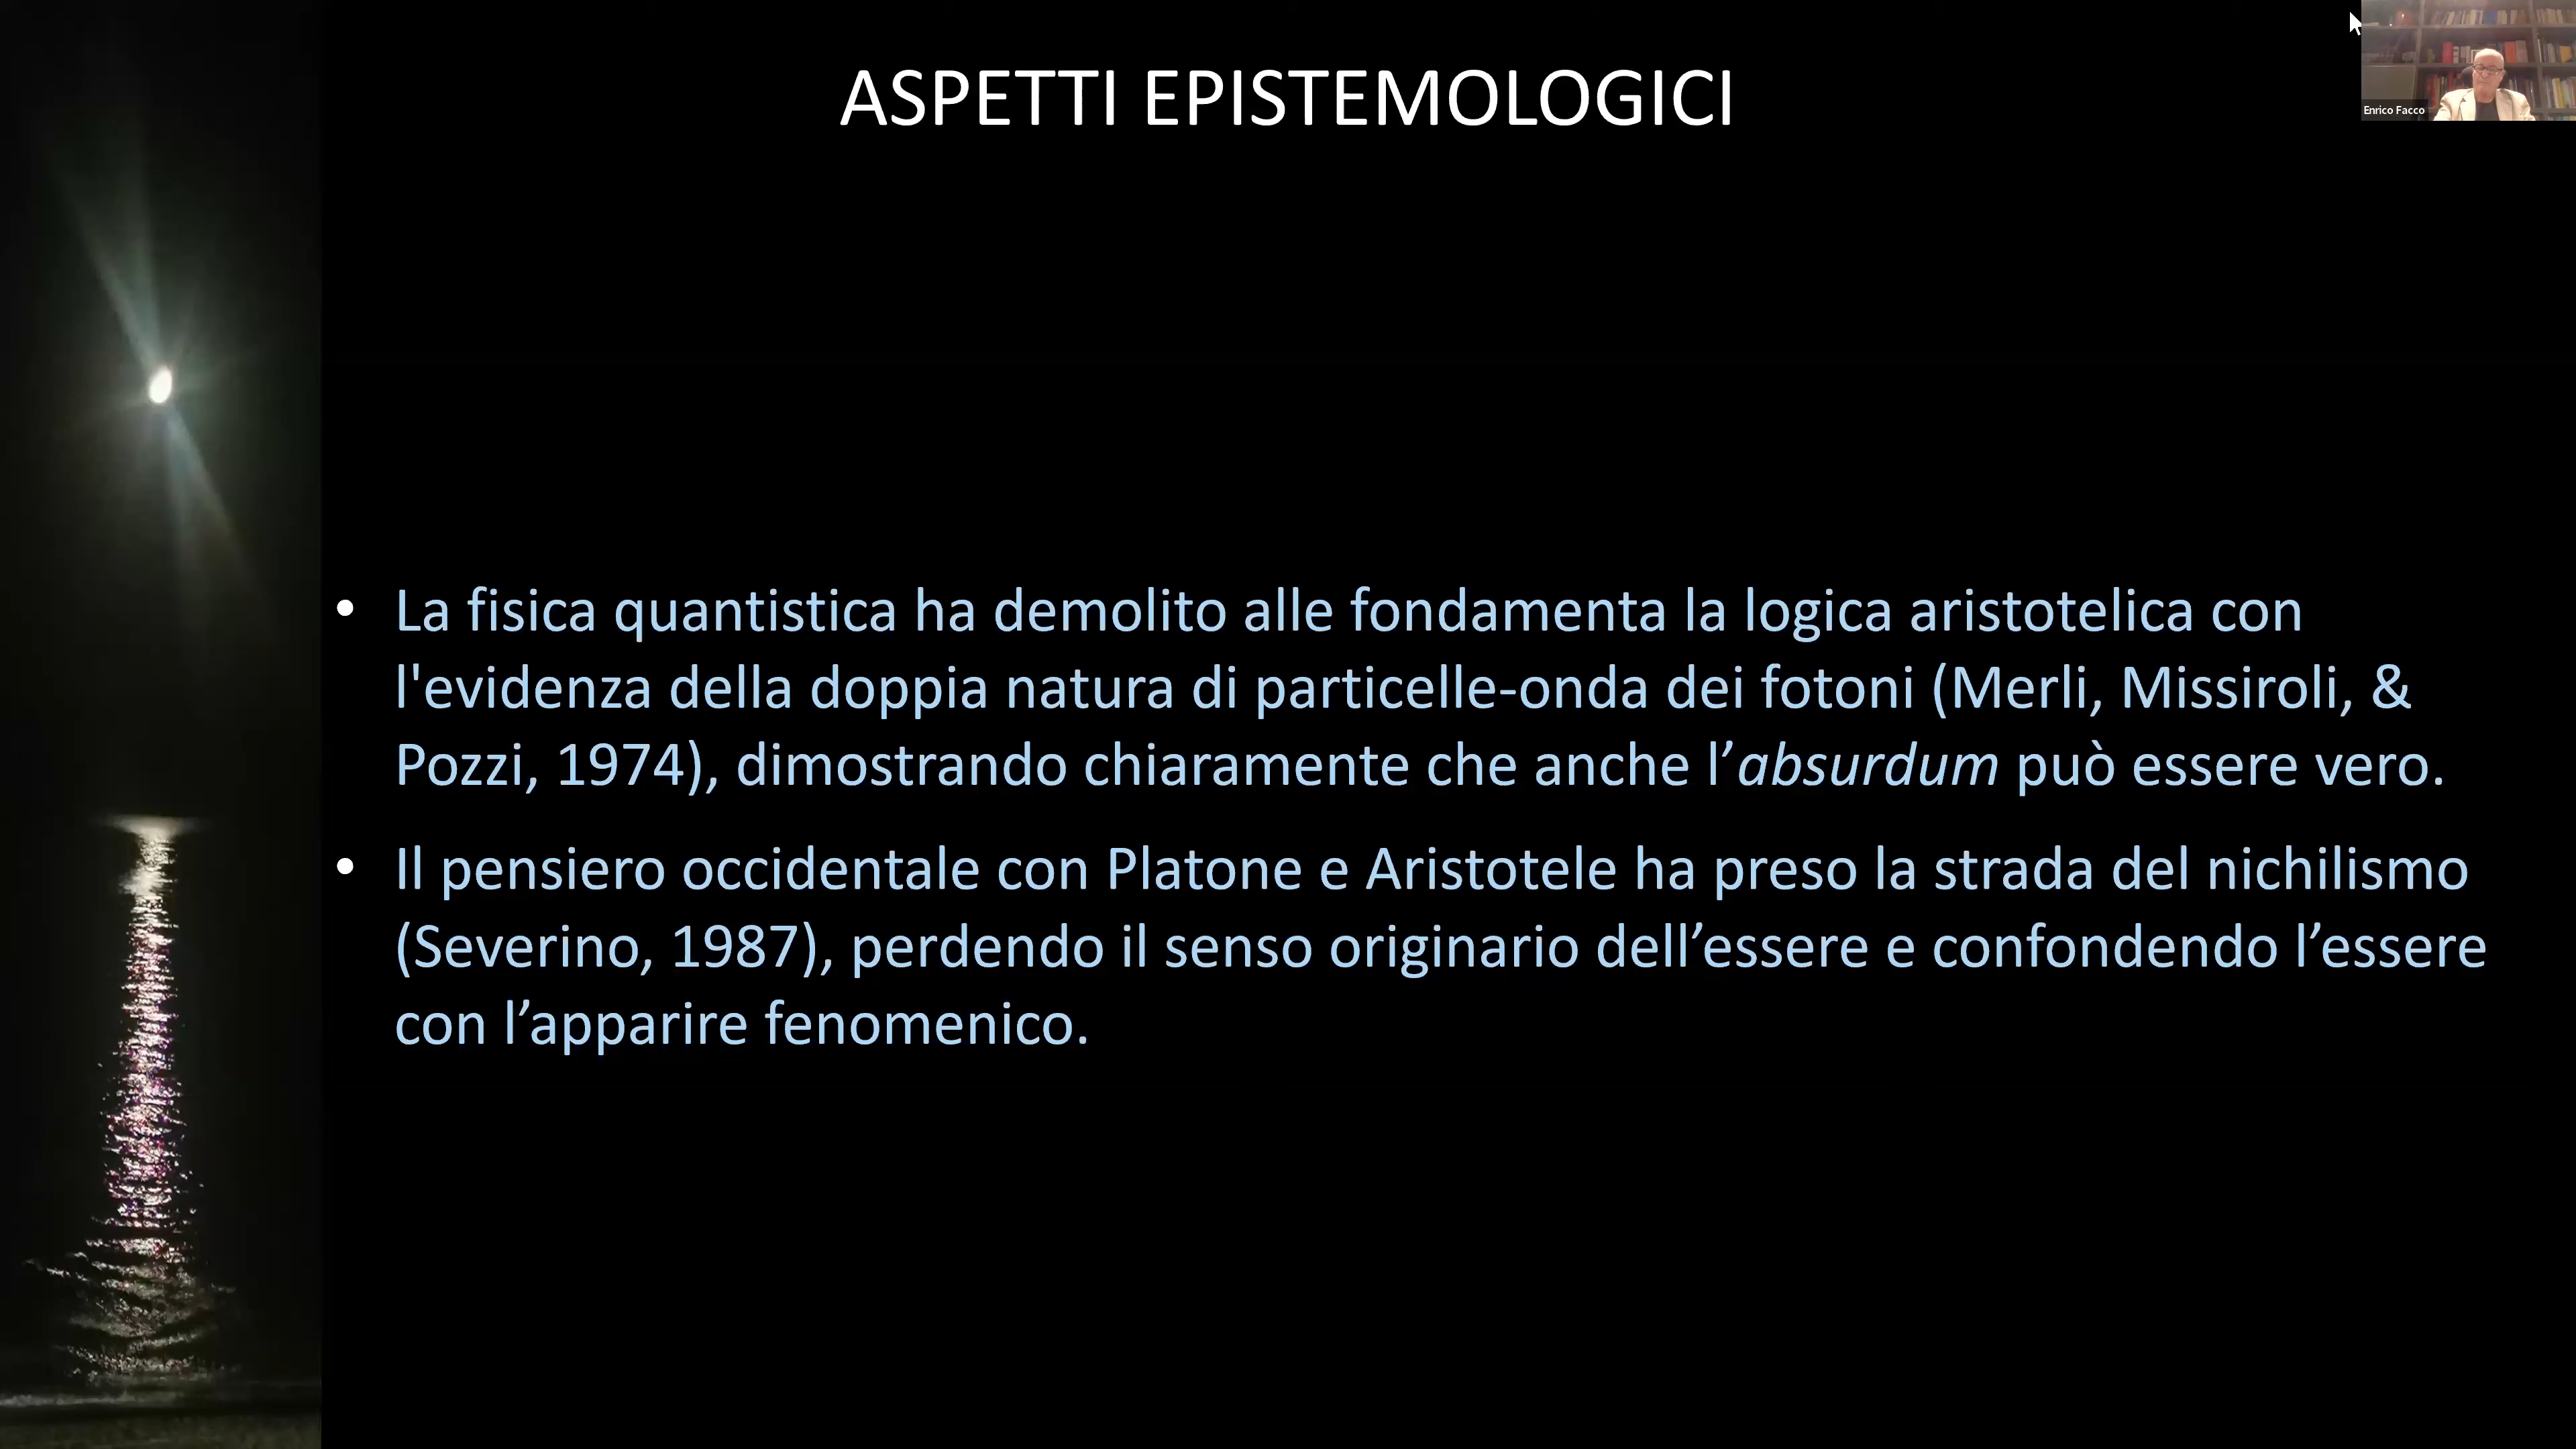 ASPETTI EPISTEMOLOGICI
Enrico Facco
• La fisica quantistica ha demolito alle fondamenta la logica aristotelica con
l'evidenza della doppia natura di particelle-onda dei fotoni (Merli, Missiroli, &
Pozzi, 1974), dimostrando chiaramente che anche l’absurdum può essere vero.
• Il pensiero occidentale con Platone e Aristotele ha preso la strada del nichilismo
(Severino, 1987), perdendo il senso originario dell’essere e confondendo l’essere
con l’apparire fenomenico.